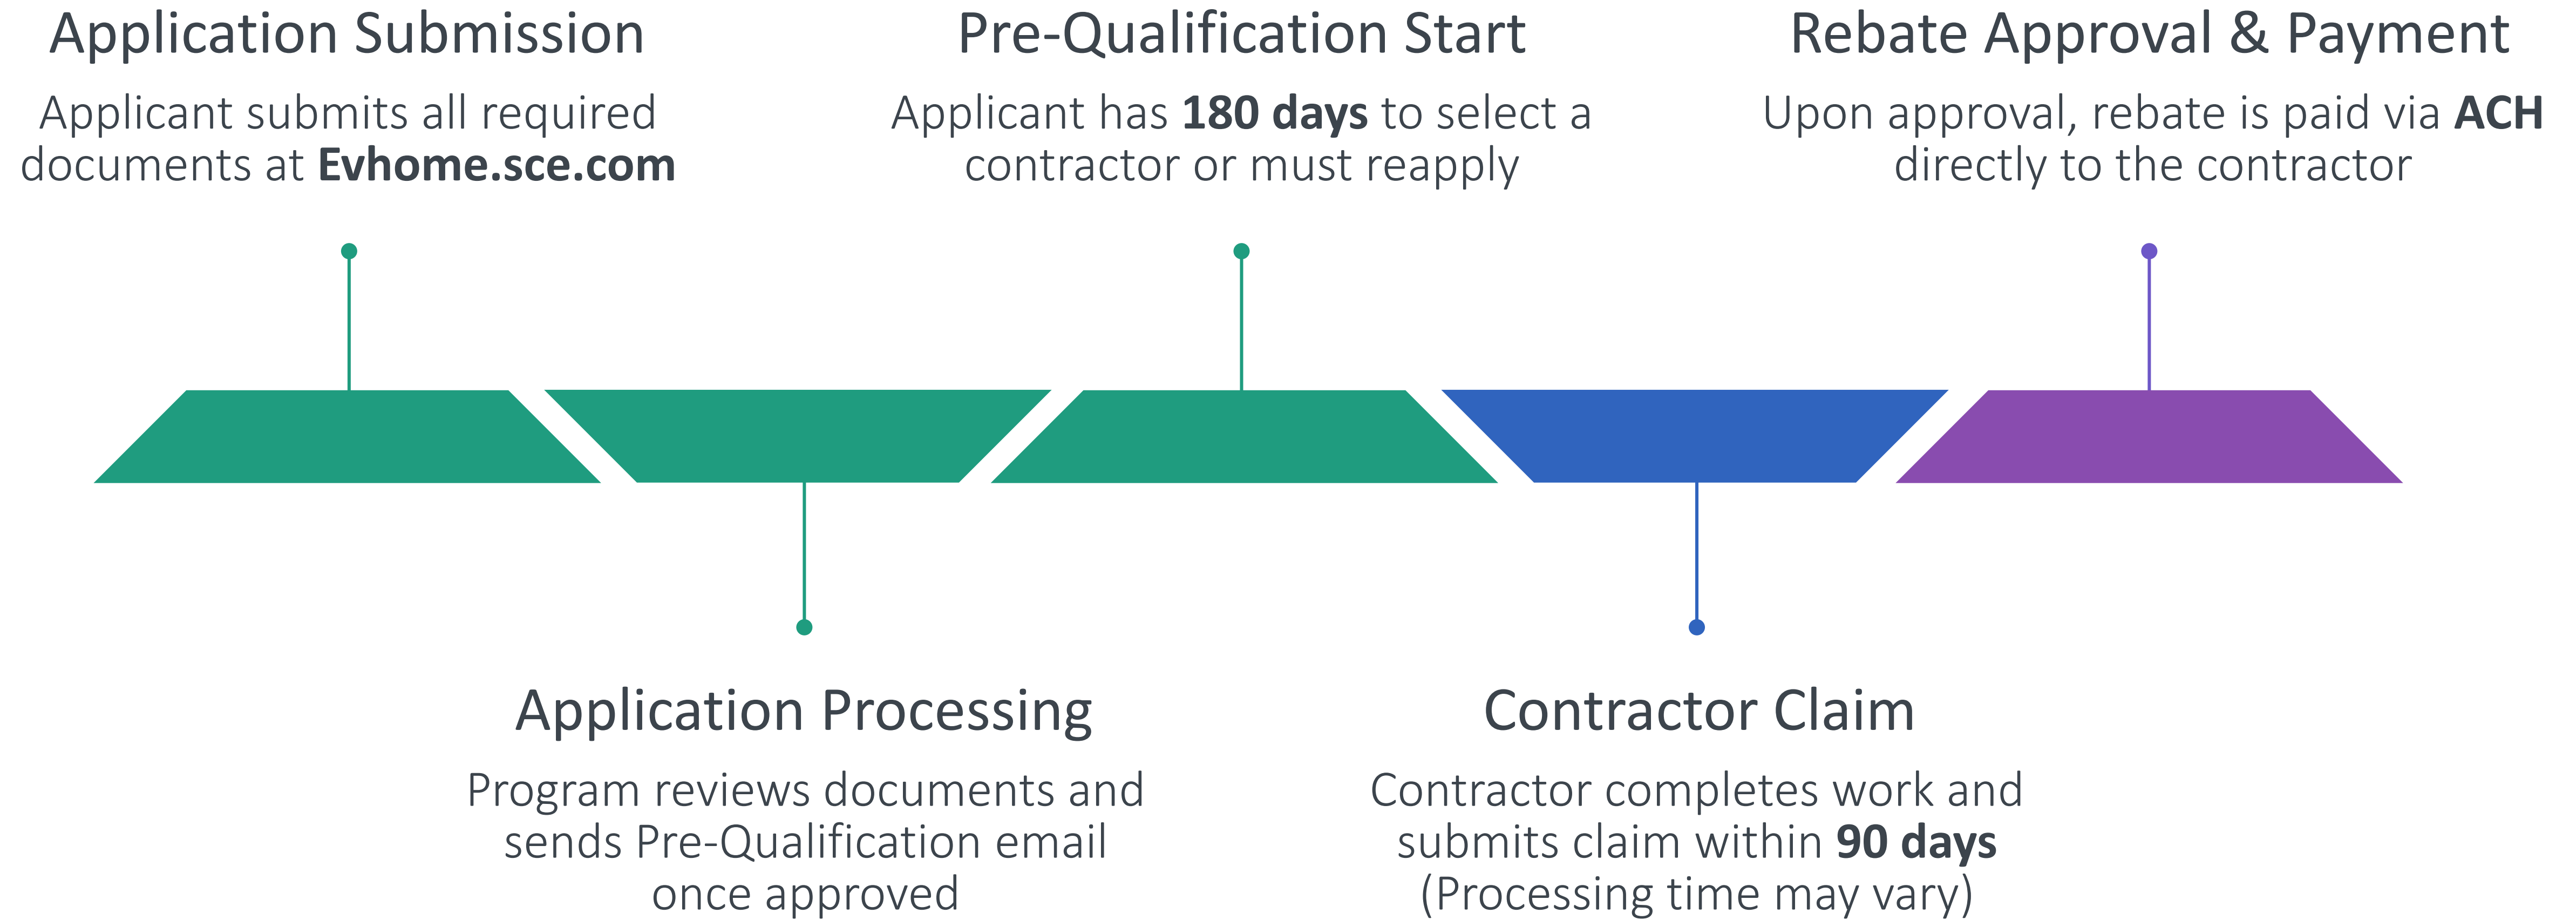 Application Submission
Applicant submits all required
documents at Evhome.sce.com
Application Processing
Program reviews documents and
sends Pre-Qualification email
once approved
Pre-Qualification Start
Applicant has 180 days to select a
contractor or must reapply
Contractor Claim
Contractor completes work and
submits claim within 90 days
(Processing time may vary)
Rebate Approval & Payment
Upon approval, rebate is paid via ACH
directly to the contractor